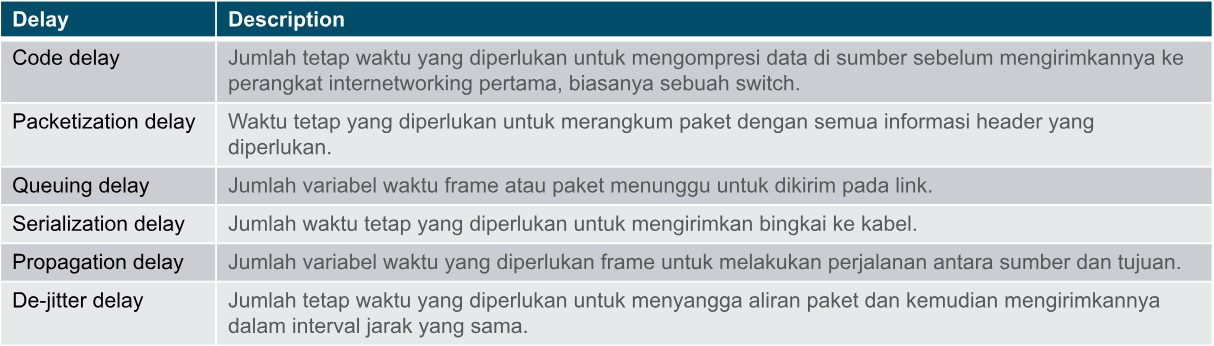 Delay Description
Code delay Jumlah tetap waktu yang diperlukan untuk mengompresi data di sumber sebelum mengirimkannya ke
perangkat internetworking pertama, biasanya sebuah switch.
Packetization delay Waktu tetap yang diperlukan untuk merangkum paket dengan semua informasi header yang
diperlukan.
Queuing delay Jumlah variabel waktu frame atau paket menunggu untuk dikirim pada link.
Serialization delay Jumlah waktu tetap yang diperlukan untuk mengirimkan bingkai ke kabel.
Propagation delay Jumlah variabel waktu yang diperlukan frame untuk melakukan perjalanan antara sumber dan tujuan.
De-jitter delay Jumlah tetap waktu yang diperlukan untuk menyangga aliran paket dan kemudian mengirimkannya
dalam interval jarak yang sama.